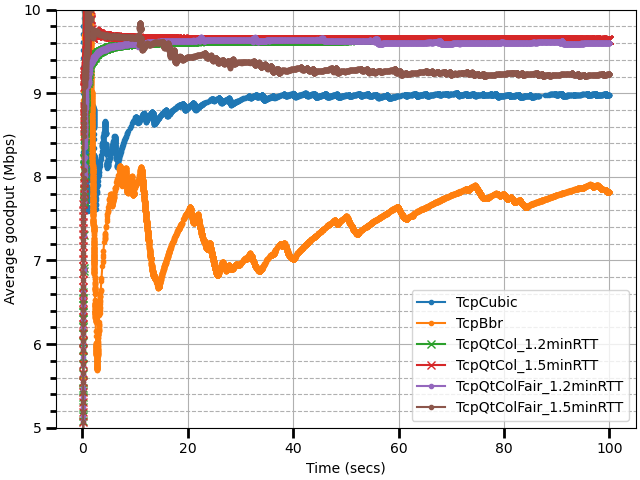 10
9
8
7
6
5
Average goodput (Mbps)
0
20
40
60
80
100
Time (secs)
TcpCubic
TcpBbr
TcpQtCol_1.2minRTT
TcpQtCol_1.5minRTT
TcpQtColFair_1.2minRTT
TcpQtColFair_1.5minRTT